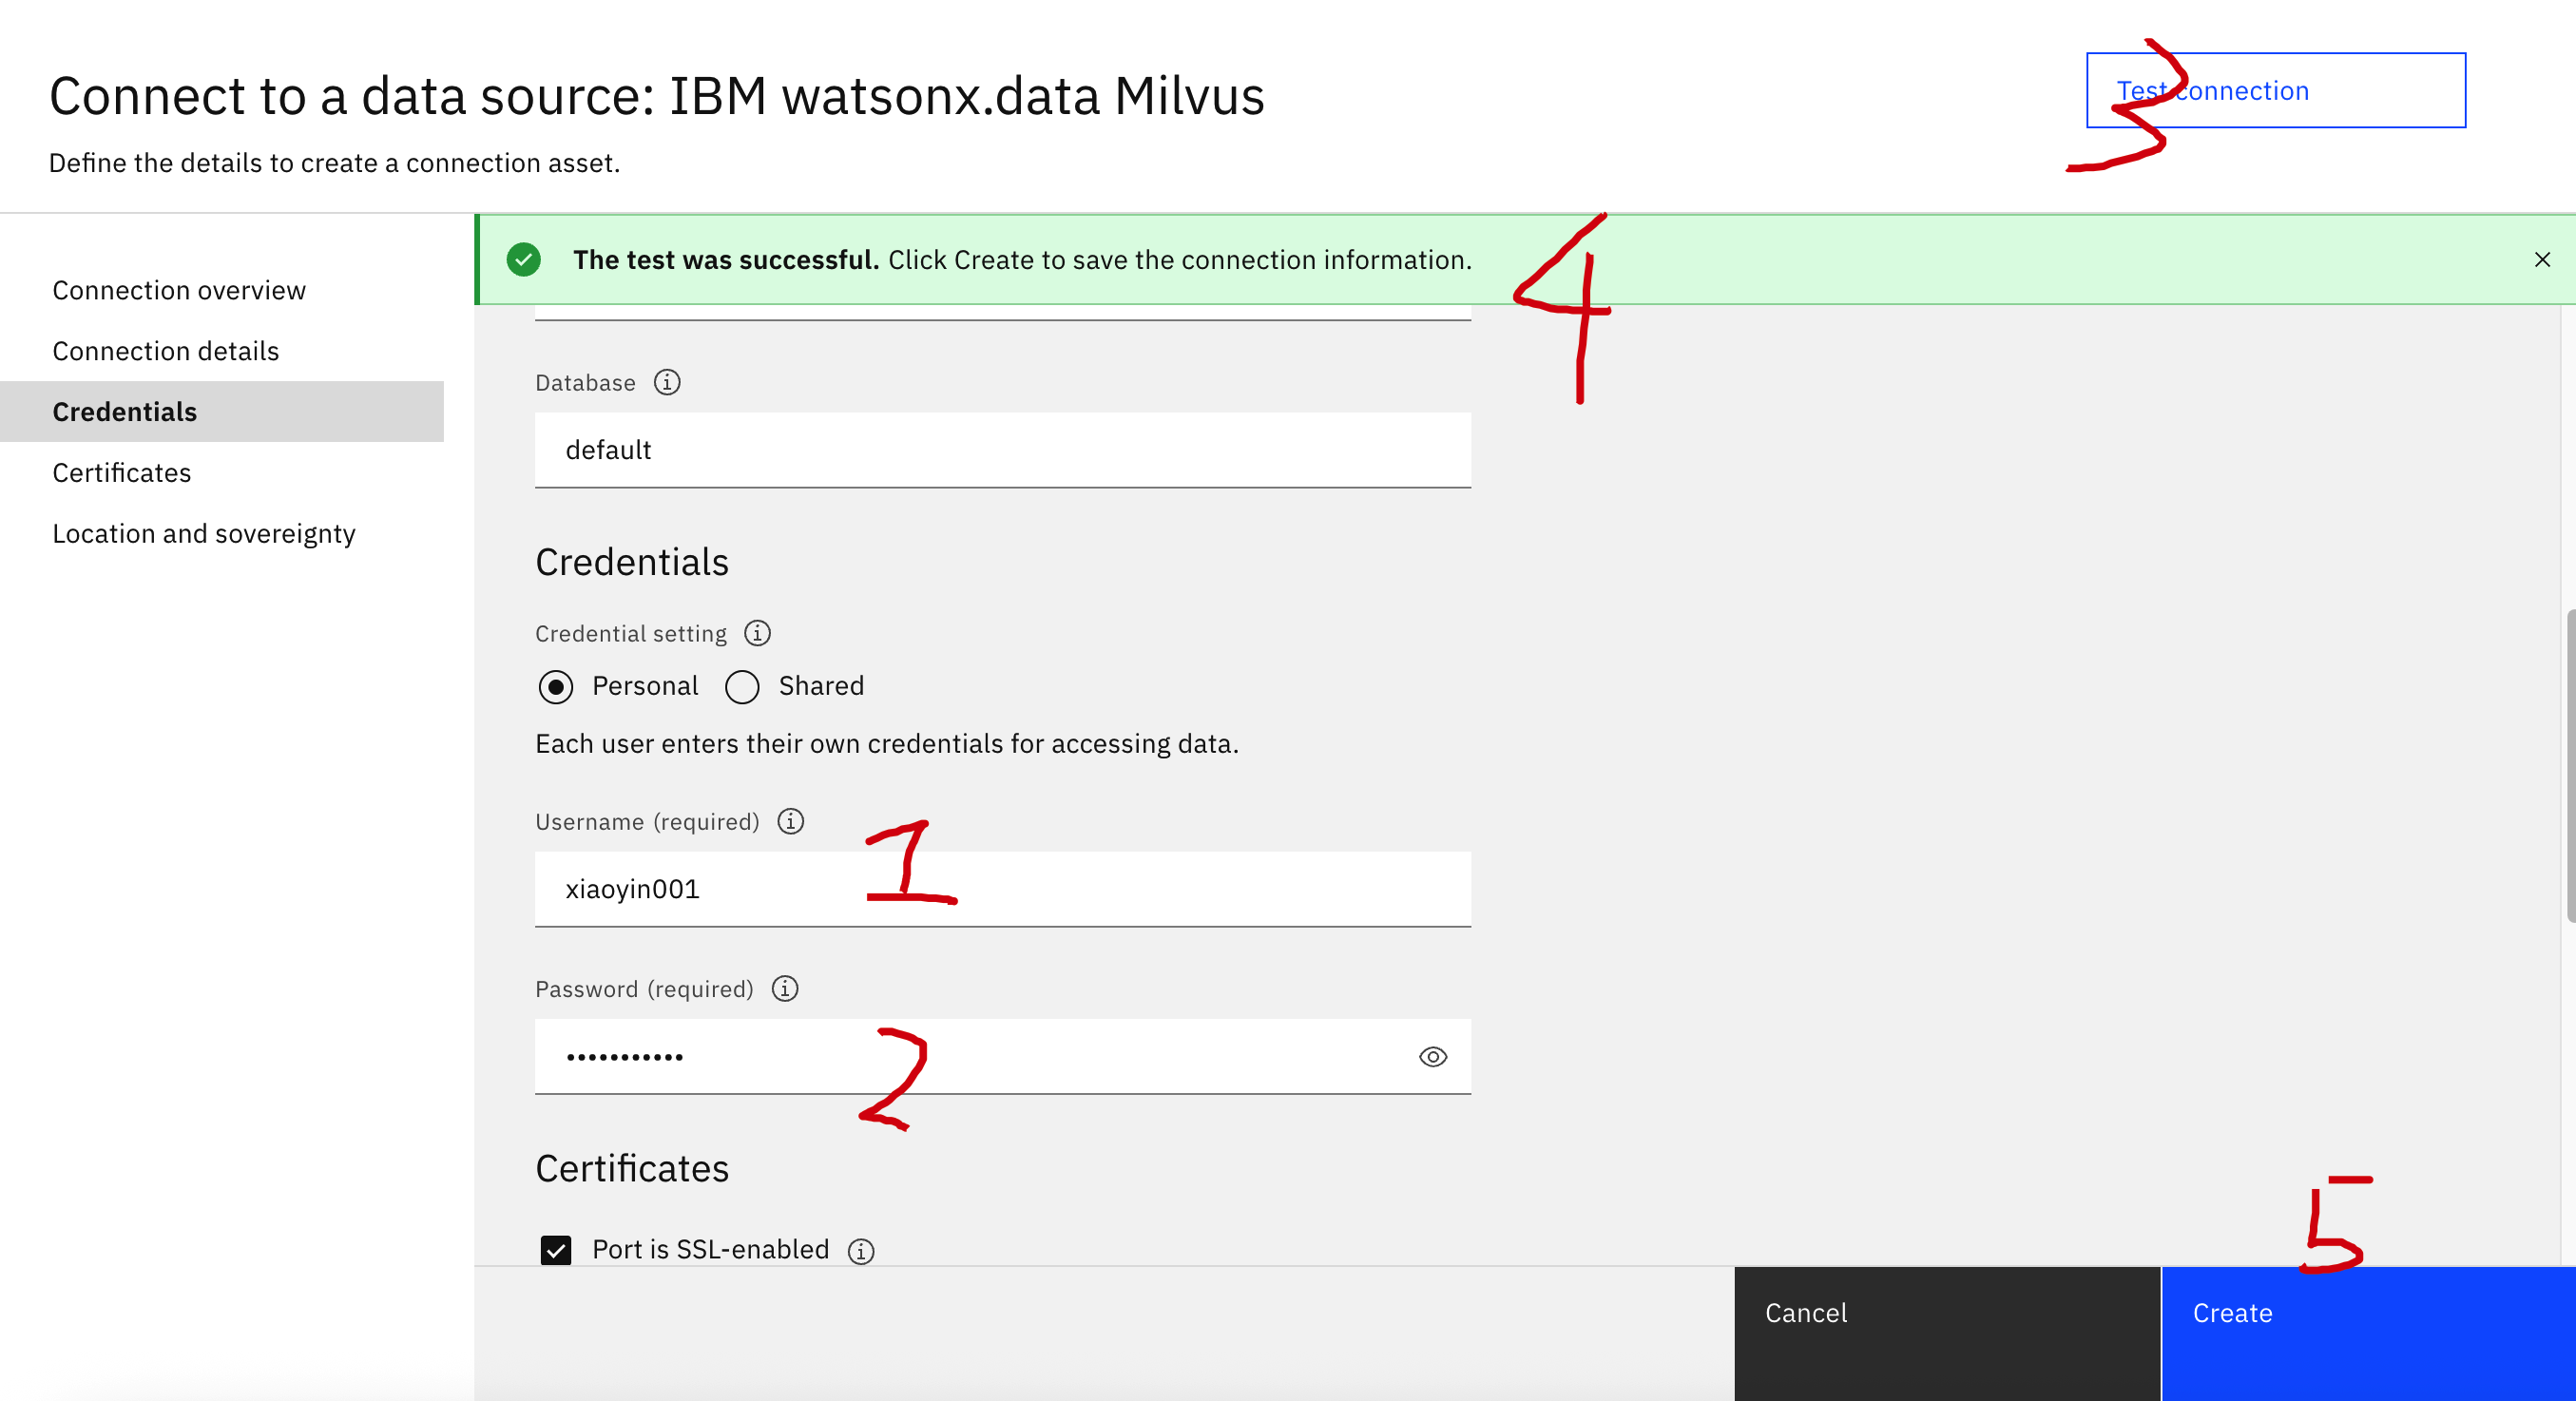 Connect to a data source: IBM watsonx.data Milvus
Define the details to create a connection asset.
Test connection
3
Connection overview
Connection details
Credentials
Certificates
Location and sovereignty
The test was successful. Click Create to save the connection information.
4
Database
default
Credentials
Credential setting
Personal Shared
Each user enters their own credentials for accessing data.
Username (required)
xiaoyin001
1
Password (required)
•••••••••••
2
Certificates
Port is SSL-enabled
5
Cancel
Create